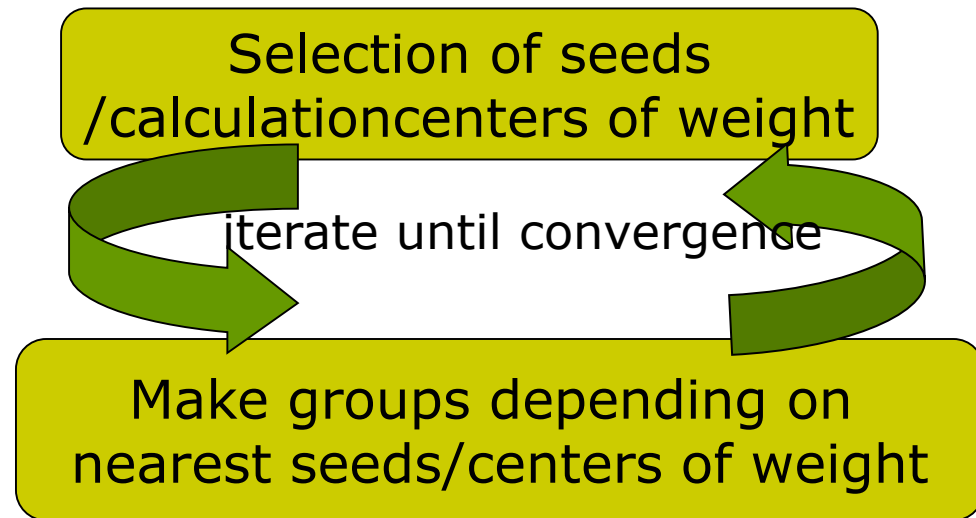 Selection of seeds
/calculationcenters of weight
iterate until convergence
Make groups depending on
nearest seeds/centers of weight